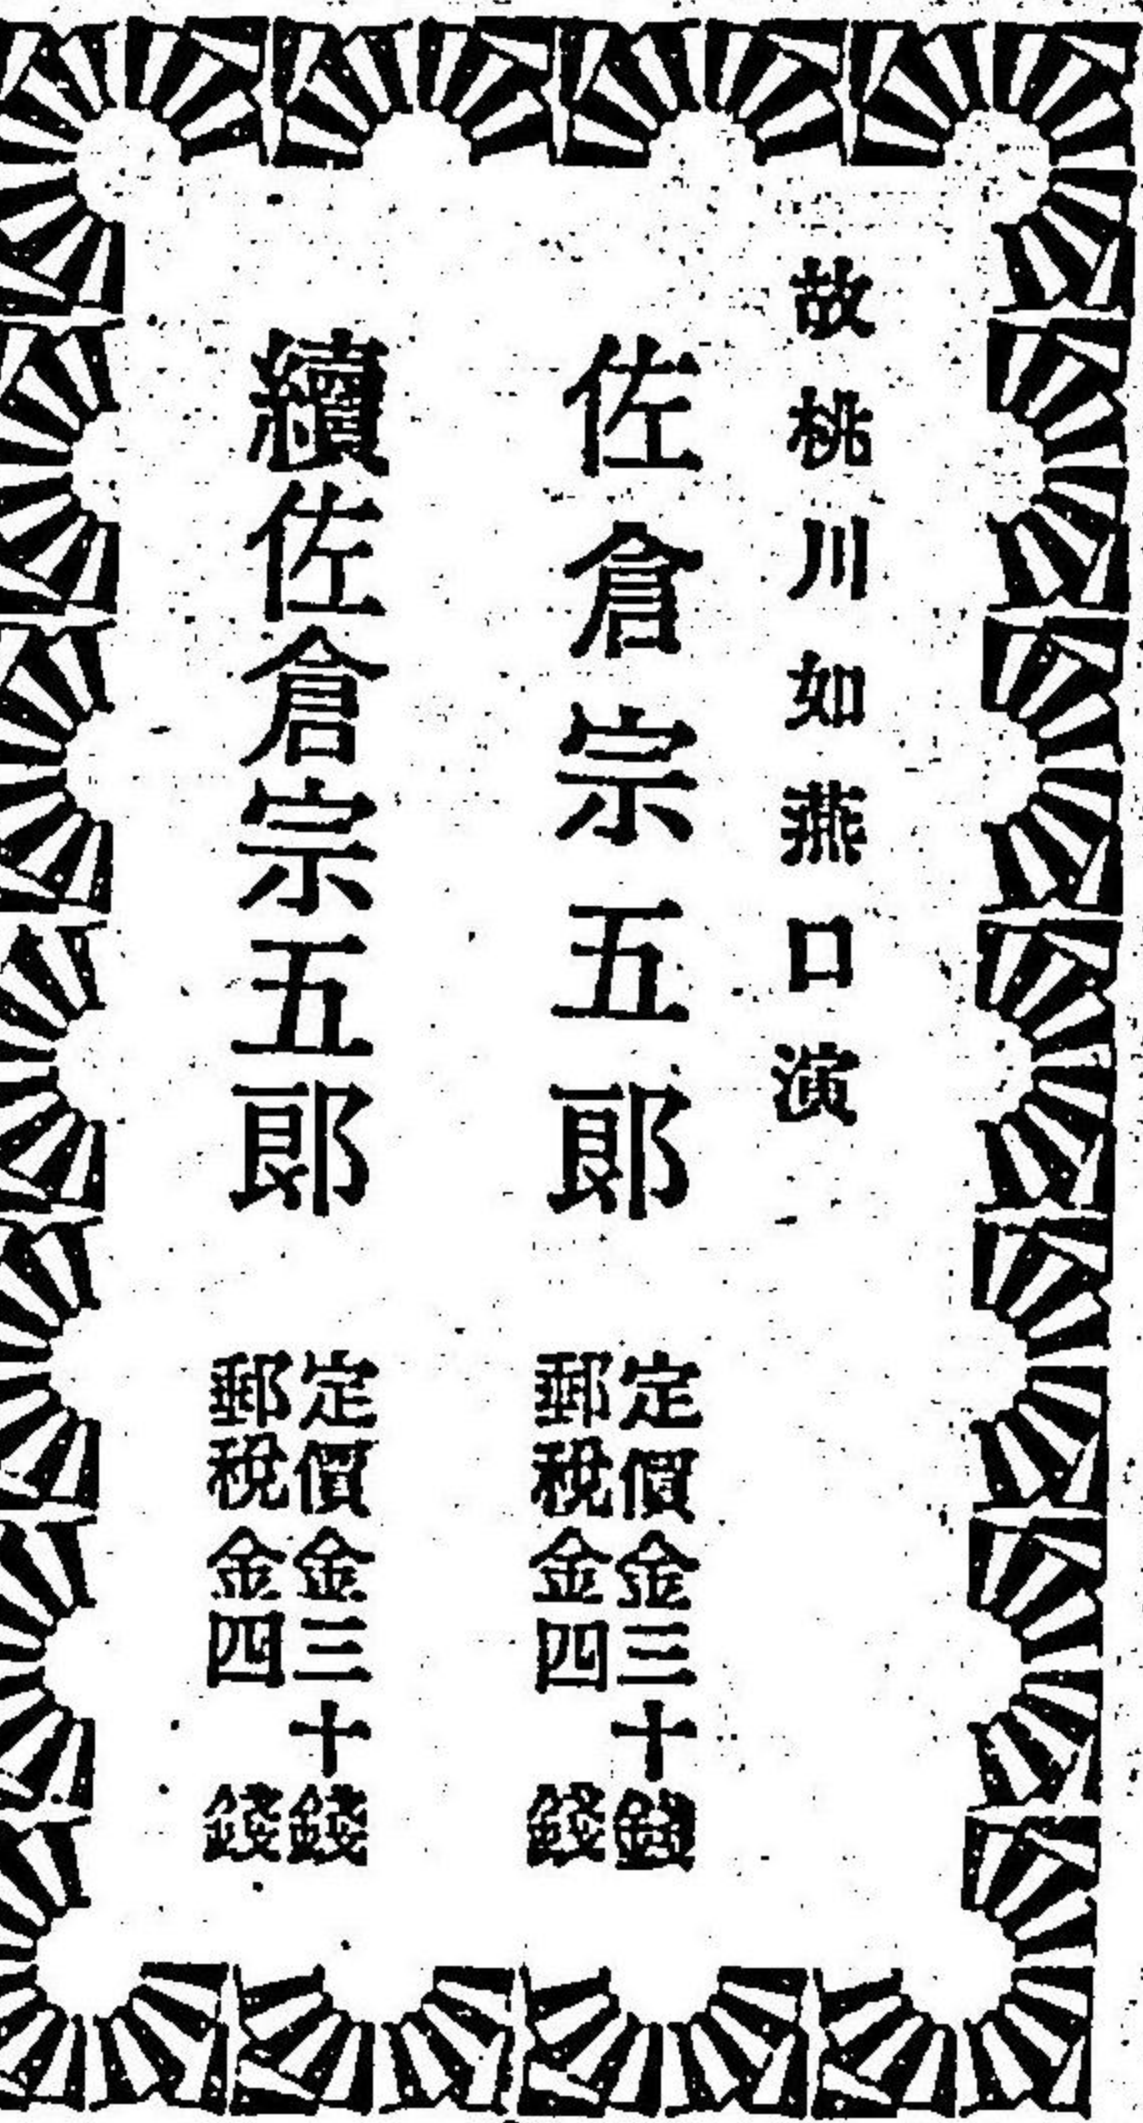 故桃川如燕口演
佐倉宗五郎
定價金三十錢
郵稅金四錢
續佐倉宗五郎
定價金三十錢
郵稅金四錢